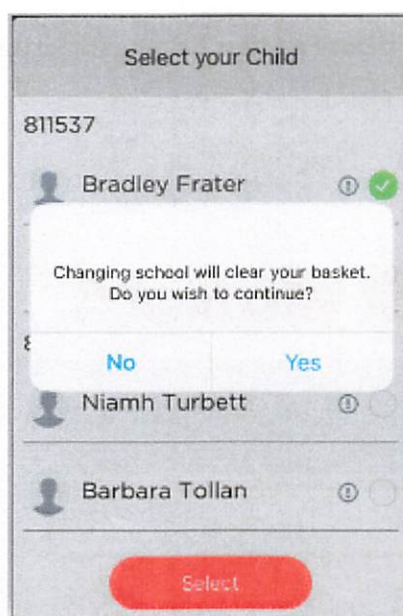 Select your Child
811537
Bradley Frater
Changing school will clear your basket.
Do you wish to continue?
8
No Yes
Niamh Turbett
Barbara Tollan
Select